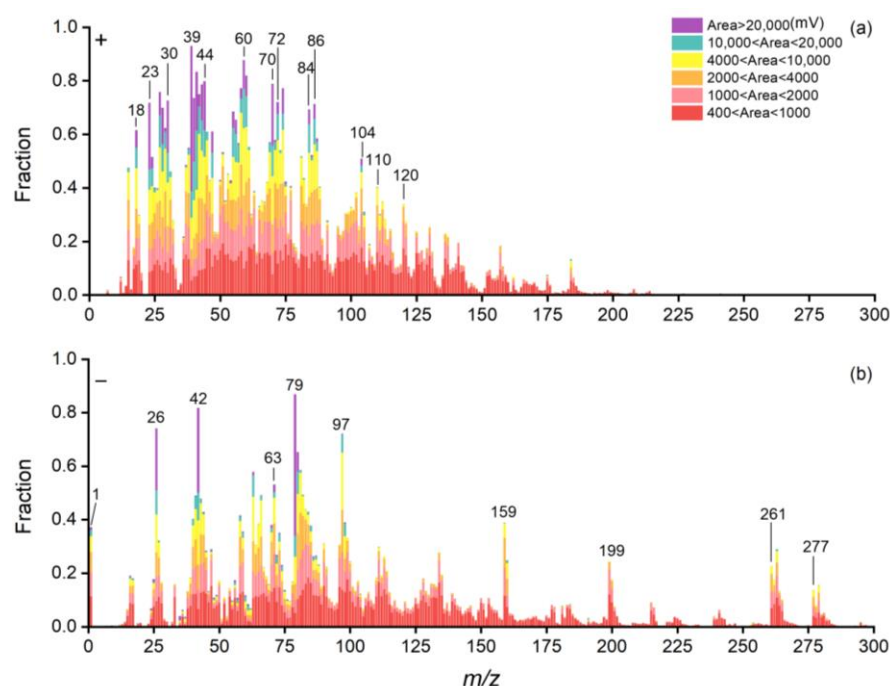 (a)
+
Area>20,000(mV)
10,000<Area<20,000
4000<Area<10,000
2000<Area<4000
1000<Area<2000
400<Area<1000
18
23
30
39
44
60
70
72
84
86
104
110
120
Fraction
1.0
0.8
0.6
0.4
0.2
0.0
0 25 50 75 100 125 150 175 200 225 250 275 300
(b)
−
1
26
42
63
79
97
159
199
261
277
Fraction
1.0
0.8
0.6
0.4
0.2
0.0
0 25 50 75 100 125 150 175 200 225 250 275 300
m/z